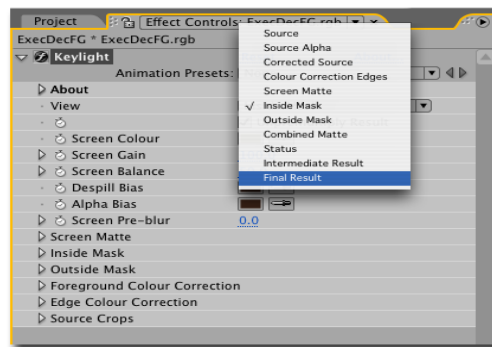 Project Effect Controls: ExecDecFG.rgb
ExecDecFG * ExecDecFG.rgb
Keylight
Animation Presets:
About
View
Screen Colour
Screen Gain
Screen Balance
Despill Bias
Alpha Bias
Screen Pre-blur 0.0
Screen Matte
Inside Mask
Outside Mask
Foreground Colour Correction
Edge Colour Correction
Source Crops
Source
Source Alpha
Corrected Source
Colour Correction Edges
Screen Matte
✓ Inside Mask
Outside Mask
Combined Matte
Status
Intermediate Result
Final Result